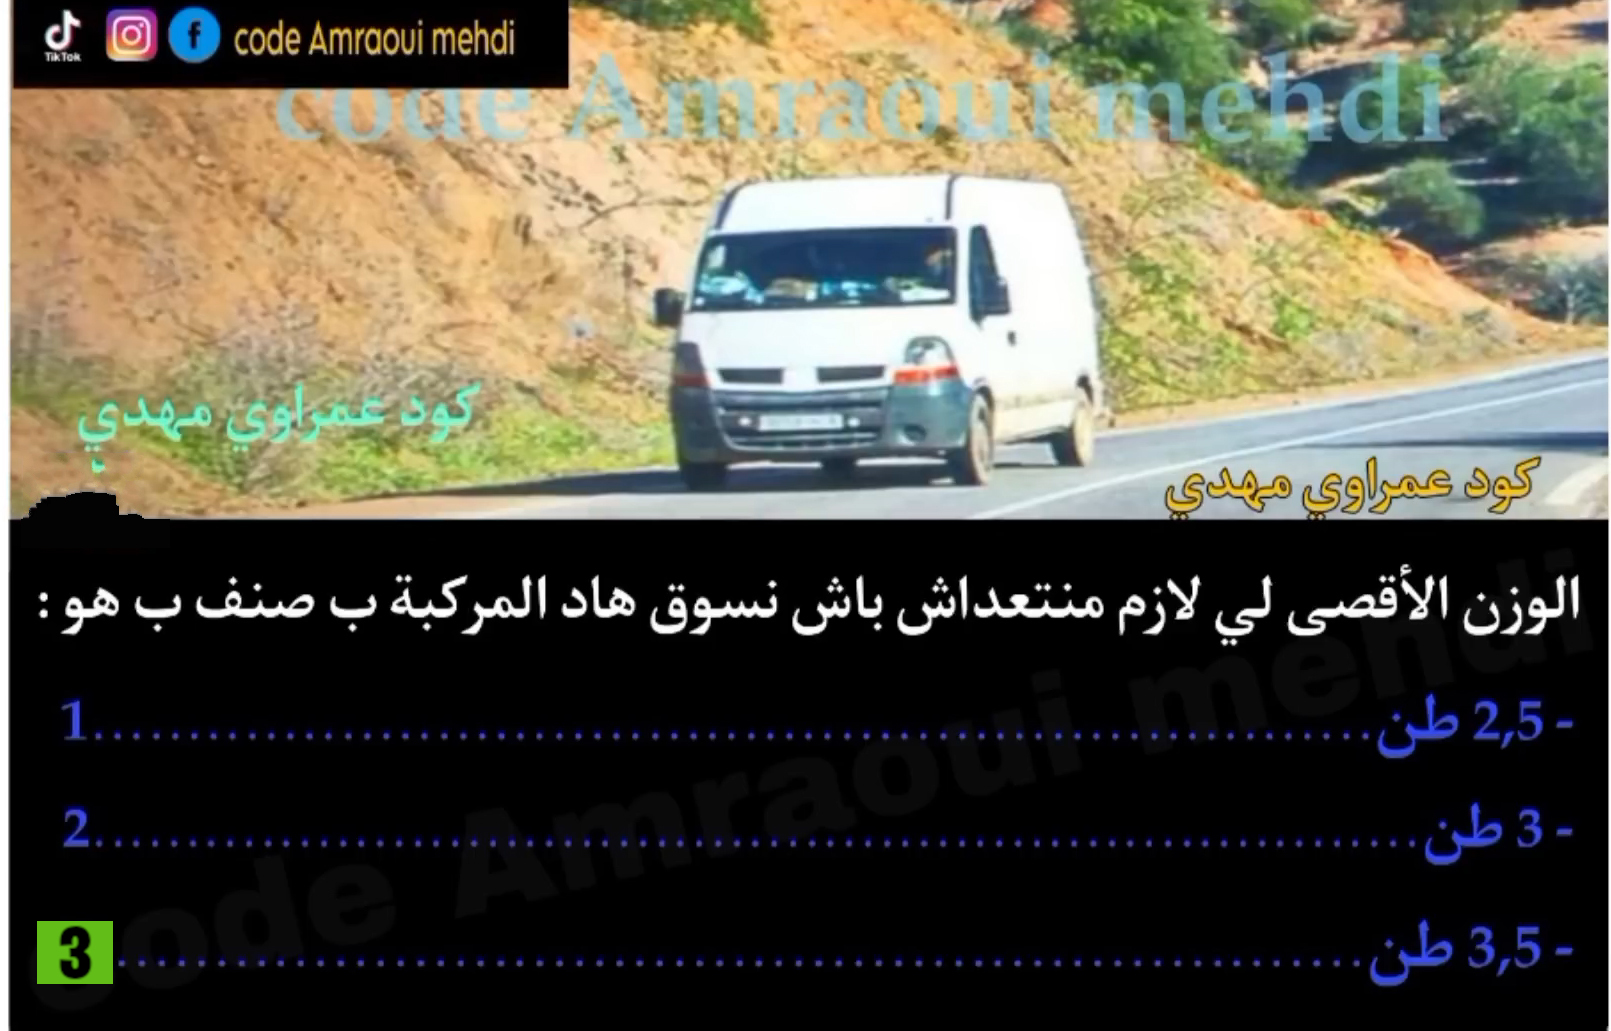 TikTok
code Amraoui mehdi
code Amraoui mehdi
كود عمراوي مهدي
كود عمراوي مهدي
الوزن الأقصى لي لازم منتعداش باش نسوق هاد المركبة ب صنف ب هو :
- 2,5 طن....................1
- 3 طن....................2
- 3,5 طن....................3
code Amraoui mehdi